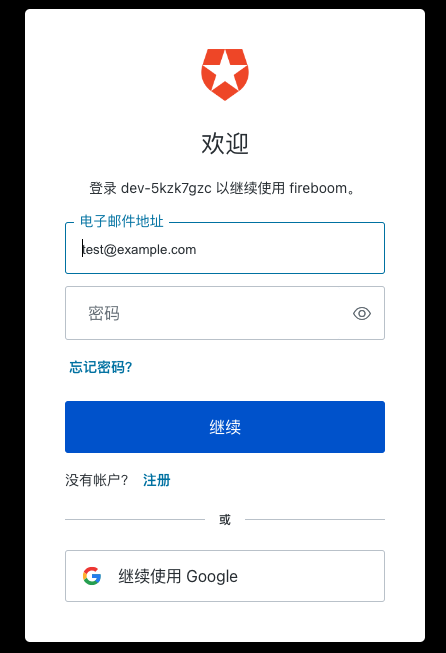 欢迎
登录 dev-5kzk7gzc 以继续使用 fireboom。
电子邮件地址
test@example.com
密码
忘记密码?
继续
没有帐户? 注册
或
继续使用 Google